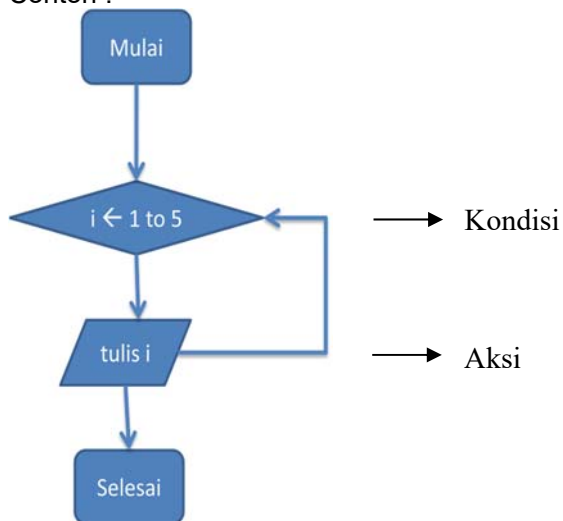 Contoh :
Mulai
i ← 1 to 5
Kondisi
tulis i
Aksi
Selesai